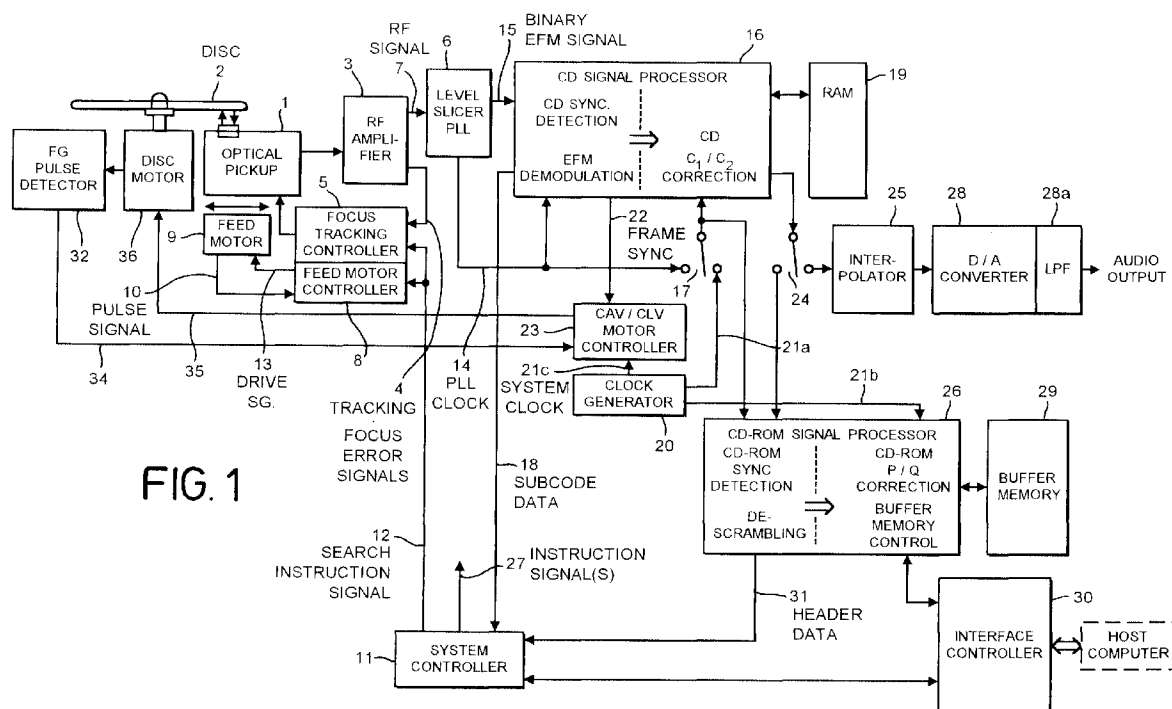 DISC
2
RF
SIGNAL
7
6
LEVEL
SLICER
PLL
15
BINARY
EFM SIGNAL
16
CD SIGNAL PROCESSOR
CD SYNC.
DETECTION
EFM
DEMODULATION
CD
C1 / C2
CORRECTION
19
RAM
3
RF
AMPLI-
FIER
1
OPTICAL
PICKUP
FG
PULSE
DETECTOR
32
DISC
MOTOR
36
5
FOCUS
TRACKING
CONTROLLER
9
FEED
MOTOR
FEED MOTOR
CONTROLLER
8
10
PULSE
SIGNAL
35
34
13
DRIVE
SG.
4
TRACKING
FOCUS
ERROR
SIGNALS
14
PLL
CLOCK
22
FRAME
SYNC
17
24
25
INTER-
POLATOR
28
D / A
CONVERTER
28a
LPF
AUDIO
OUTPUT
23
CAV / CLV
MOTOR
CONTROLLER
21a
21c
SYSTEM
CLOCK
CLOCK
GENERATOR
20
21b
26
CD-ROM SIGNAL PROCESSOR
CD-ROM
SYNC
DETECTION
DE-
SCRAMBLING
CD-ROM
P / Q
CORRECTION
BUFFER
MEMORY
CONTROL
29
BUFFER
MEMORY
FIG. 1
18
SUBCODE
DATA
12
SEARCH
INSTRUCTION
SIGNAL
27
INSTRUCTION
SIGNAL(S)
31
HEADER
DATA
11
SYSTEM
CONTROLLER
30
INTERFACE
CONTROLLER
HOST
COMPUTER